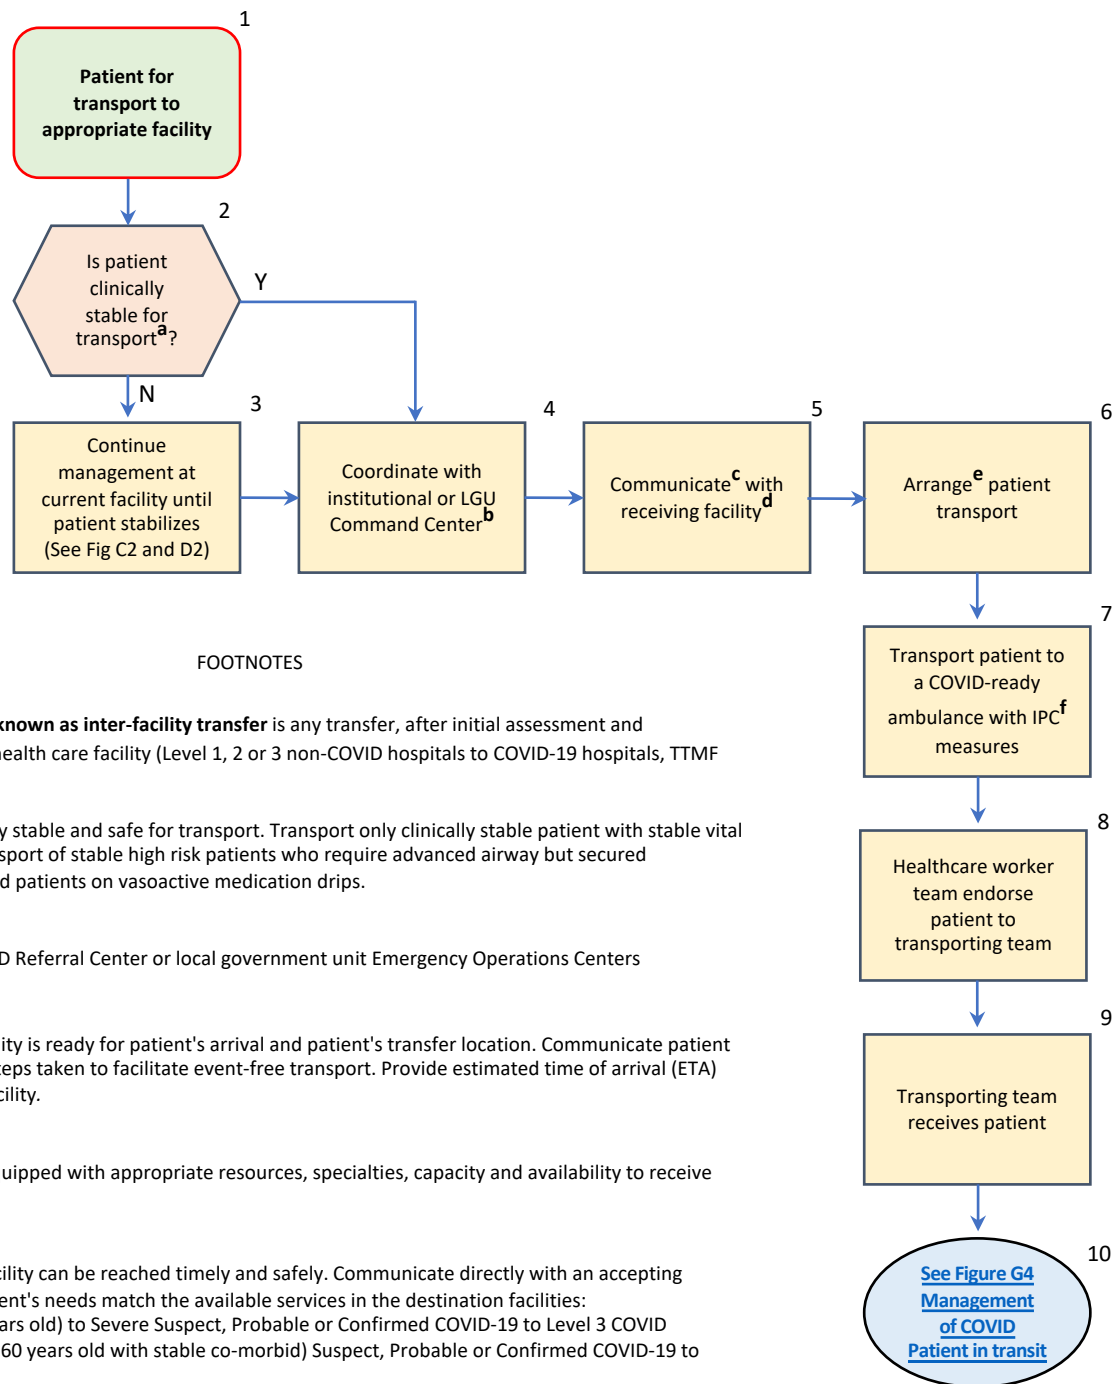 1
Patient for
transport to
appropriate facility
2
Is patient
clinically
stable for
transportª?
Y
N
3
Continue
management at
current facility until
patient stabilizes
(See Fig C2 and D2)
4
Coordinate with
institutional or LGU
Command Centerb
5
Communicatec with
receiving facilityd
6
Arrangee patient
transport
7
Transport patient to
a COVID-ready
ambulance with IPCf
measures
8
Healthcare worker
team endorse
patient to
transporting team
9
Transporting team
receives patient
10
See Figure G4
Management
of COVID
Patient in transit
FOOTNOTES
known as inter-facility transfer is any transfer, after initial assessment and
health care facility (Level 1, 2 or 3 non-COVID hospitals to COVID-19 hospitals, TTMF
y stable and safe for transport. Transport only clinically stable patient with stable vital
sport of stable high risk patients who require advanced airway but secured
d patients on vasoactive medication drips.
D Referral Center or local government unit Emergency Operations Centers
ility is ready for patient's arrival and patient's transfer location. Communicate patient
teps taken to facilitate event-free transport. Provide estimated time of arrival (ETA)
cility.
quipped with appropriate resources, specialties, capacity and availability to receive
cility can be reached timely and safely. Communicate directly with an accepting
ent's needs match the available services in the destination facilities:
ars old) to Severe Suspect, Probable or Confirmed COVID-19 to Level 3 COVID
60 years old with stable co-morbid) Suspect, Probable or Confirmed COVID-19 to